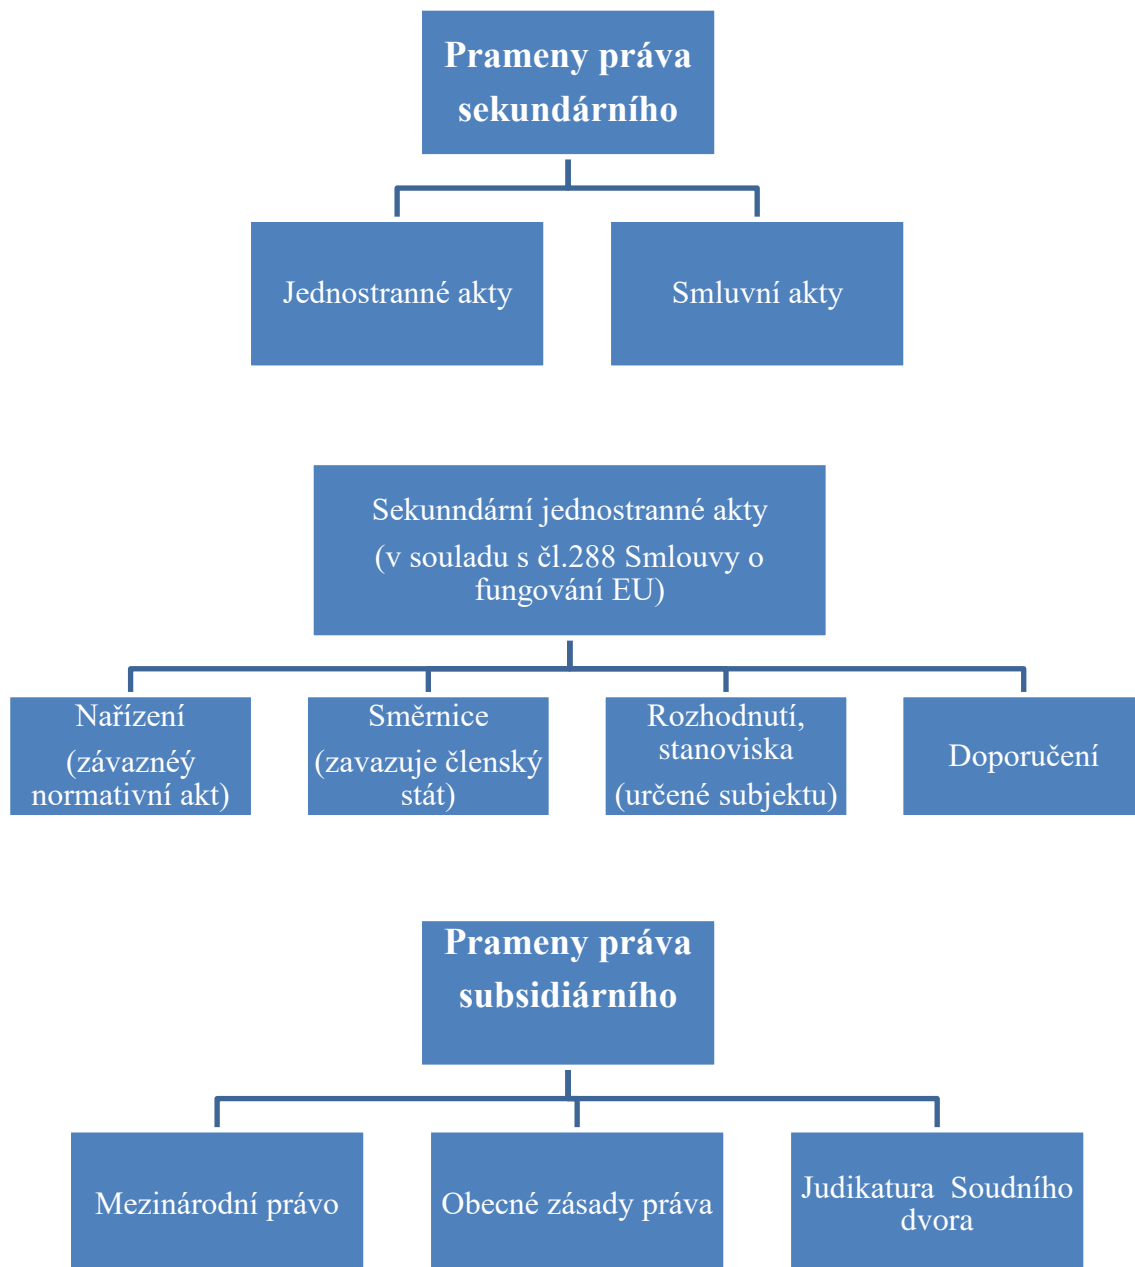 Prameny práva
sekundárního
Jednostranné akty
Smluvní akty
Sekunndární jednostranné akty
(v souladu s čl.288 Smlouvy o
fungování EU)
Nařízení
(závaznéý
normativní akt)
Směrnice
(zavazuje členský
stát)
Rozhodnutí,
stanoviska
(určené subjektu)
Doporučení
Prameny práva
subsidiárního
Mezinárodní právo
Obecné zásady práva
Judikatura Soudního
dvora